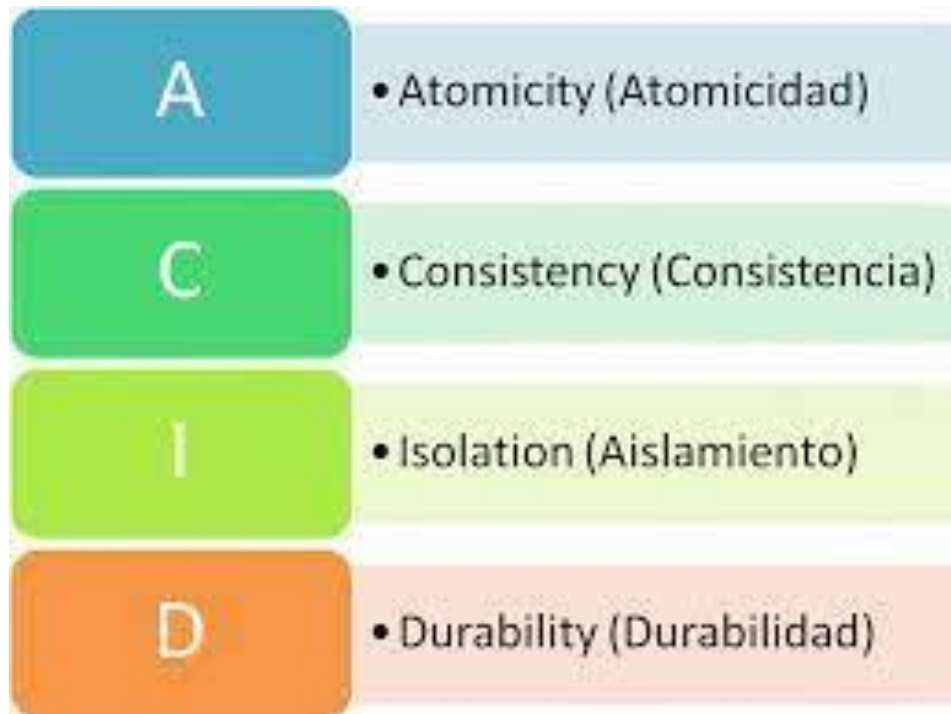 A
• Atomicity (Atomicidad)
C
• Consistency (Consistencia)
I
• Isolation (Aislamiento)
D
• Durability (Durabilidad)